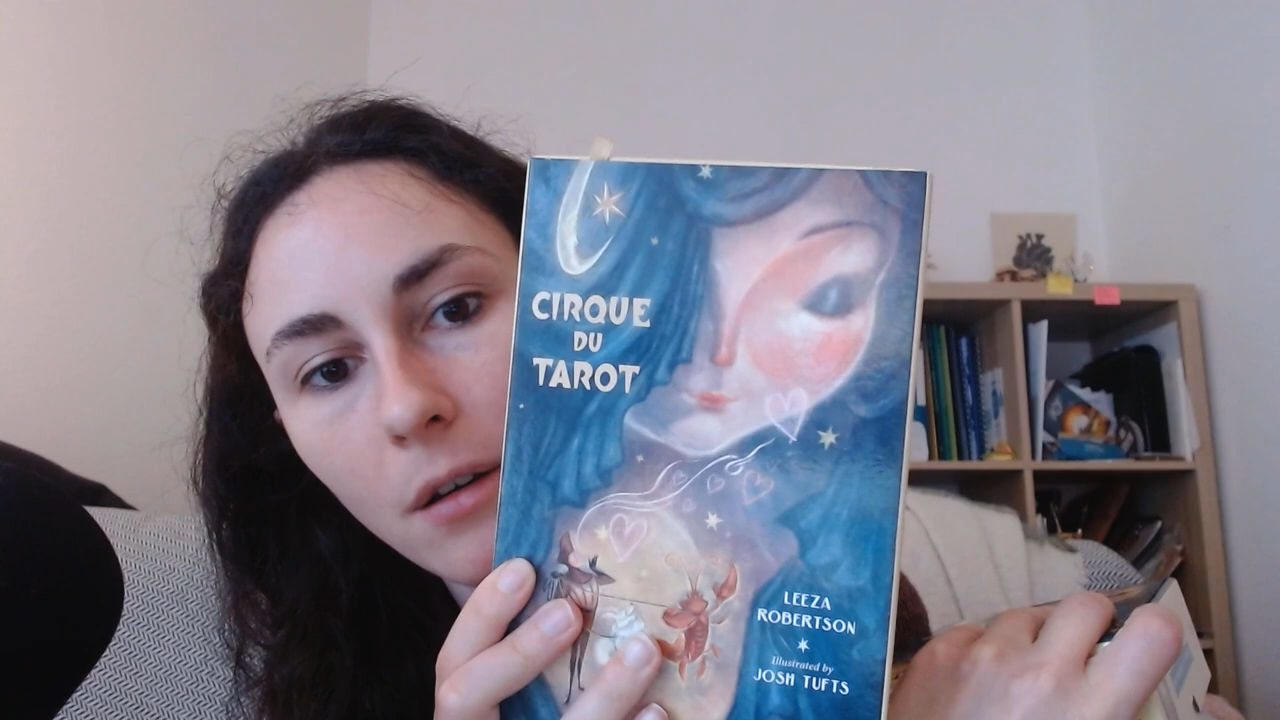 CIRQUE
DU
TAROT
LEEZA
ROBERTSON
Illustrated by
JOSH TUFTS